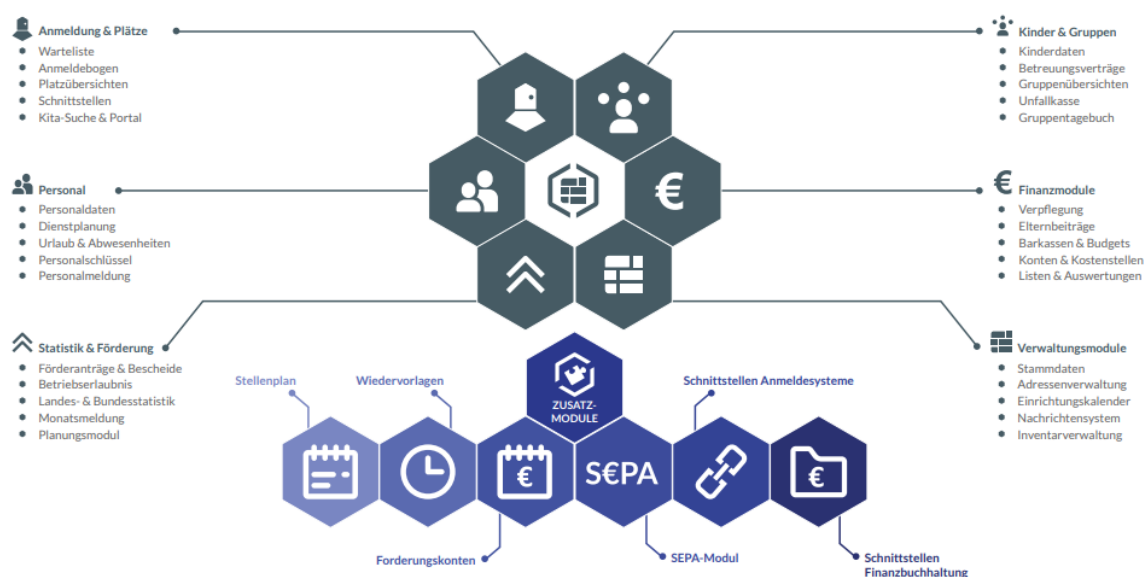 Anmeldung & Plätze
Warteliste
Anmeldebogen
Platzübersichten
Schnittstellen
Kita-Suche & Portal
Kinder & Gruppen
Kinderdaten
Betreuungsverträge
Gruppenübersichten
Unfallkasse
Gruppentagebuch
Personal
Personaldaten
Dienstplanung
Urlaub & Abwesenheiten
Personalschlüssel
Personalmeldung
€
€ Finanzmodule
Verpflegung
Elternbeiträge
Barkassen & Budgets
Konten & Kostenstellen
Listen & Auswertungen
Statistik & Förderung
Förderanträge & Bescheide
Betriebserlaubnis
Landes- & Bundesstatistik
Monatsmeldung
Planungsmodul
Verwaltungsmodule
Stammdaten
Adressenverwaltung
Einrichtungskalender
Nachrichtensystem
Inventarverwaltung
ZUSATZ-
MODULE
Stellenplan
Wiedervorlagen
Schnittstellen Anmeldesysteme
€
S€PA
€
Forderungskonten
SEPA-Modul
Schnittstellen
Finanzbuchhaltung